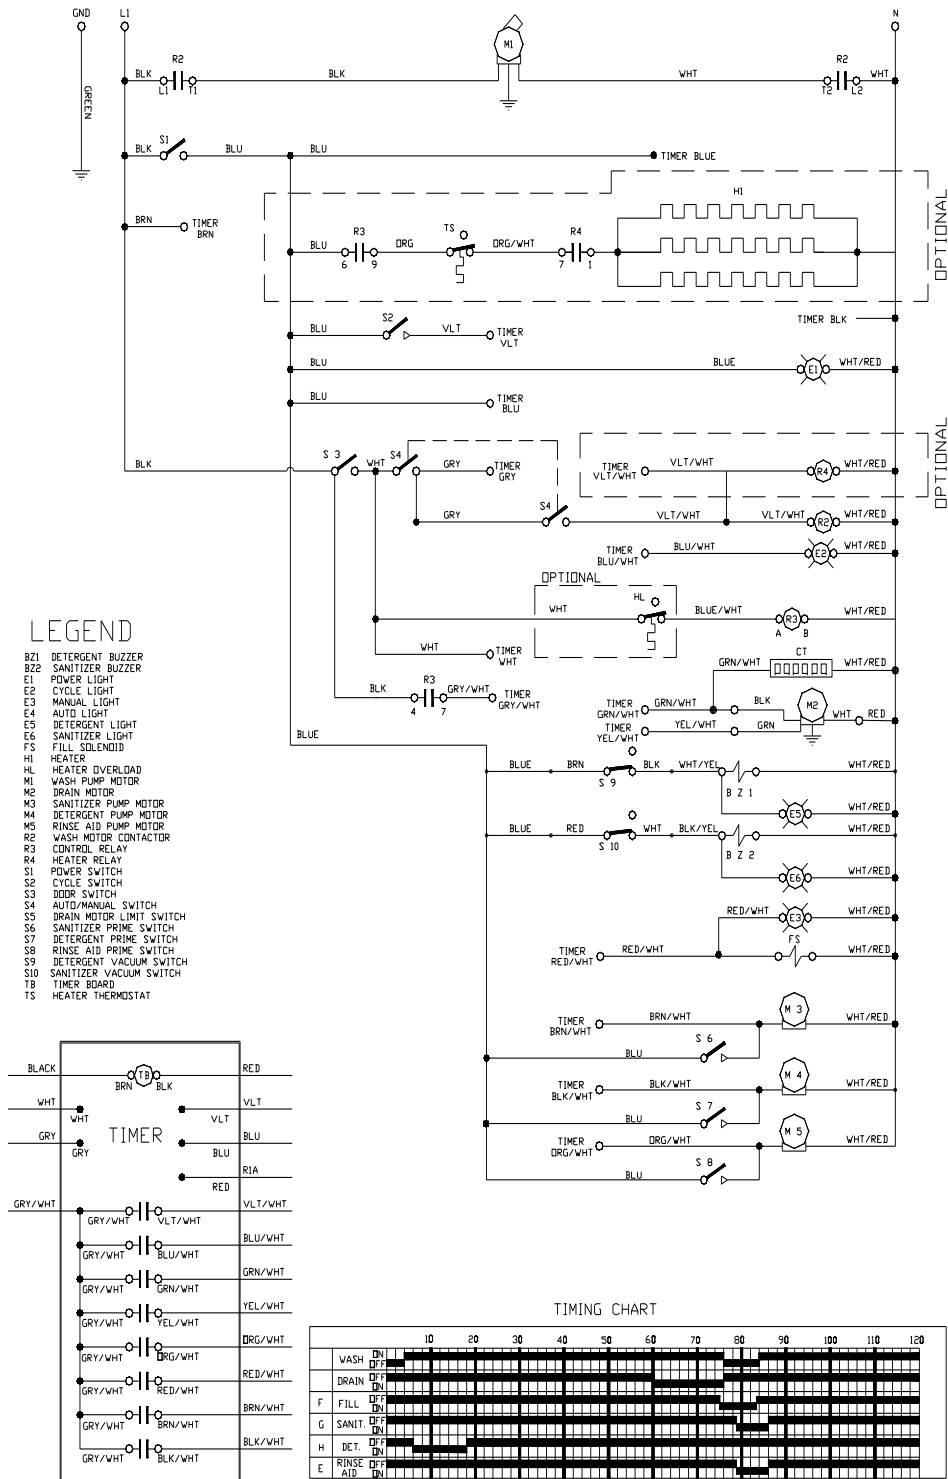 GND L1 N
R2 M1 R2
BLK BLK WHT WHT
L1 T1 T2 L2
GREEN
S1
BLK BLU BLU TIMER BLUE
H1
OPTIONAL
BRN TIMER BRN
R3 TS R4
BLU ORG ORG/WHT
6 9 7 1
TIMER BLK
S2
BLU VLT TIMER VLT
BLU BLUE E1 WHT/RED
BLU TIMER BLU
OPTIONAL
S 3 WHT S4
BLK GRY TIMER GRY
TIMER VLT/WHT VLT/WHT R4 WHT/RED
S4
GRY VLT/WHT VLT/WHT R2 WHT/RED
TIMER BLU/WHT BLU/WHT E2 WHT/RED
OPTIONAL
HL
WHT BLUE/WHT R3 WHT/RED
A B
WHT TIMER WHT
CT
GRN/WHT WHT/RED
R3
BLK GRY/WHT TIMER GRY/WHT
4 7
TIMER GRN/WHT GRN/WHT BLK M2
WHT RED
TIMER YEL/WHT YEL/WHT GRN
BLUE
BLUE BRN S 9 BLK WHT/YEL B Z 1 WHT/RED
E5 WHT/RED
BLUE RED S 10 WHT BLK/YEL B Z 2 WHT/RED
E6 WHT/RED
RED/WHT E3 WHT/RED
FS
TIMER RED/WHT RED/WHT WHT/RED
M 3
TIMER BRN/WHT BRN/WHT WHT/RED
S 6
BLU
M 4
TIMER BLK/WHT BLK/WHT WHT/RED
S 7
BLU
M 5
TIMER ORG/WHT ORG/WHT WHT/RED
S 8
BLU
LEGEND
BZ1 DETERGENT BUZZER
BZ2 SANITIZER BUZZER
E1 POWER LIGHT
E2 CYCLE LIGHT
E3 MANUAL LIGHT
E4 AUTO LIGHT
E5 DETERGENT LIGHT
E6 SANITIZER LIGHT
FS FILL SOLENOID
H1 HEATER
HL HEATER OVERLOAD
M1 WASH PUMP MOTOR
M2 DRAIN MOTOR
M3 SANITIZER PUMP MOTOR
M4 DETERGENT PUMP MOTOR
M5 RINSE AID PUMP MOTOR
R2 WASH MOTOR CONTACTOR
R3 CONTROL RELAY
R4 HEATER RELAY
S1 POWER SWITCH
S2 CYCLE SWITCH
S3 DOOR SWITCH
S4 AUTO/MANUAL SWITCH
S5 DRAIN MOTOR LIMIT SWITCH
S6 SANITIZER PRIME SWITCH
S7 DETERGENT PRIME SWITCH
S8 RINSE AID PRIME SWITCH
S9 DETERGENT VACUUM SWITCH
S10 SANITIZER VACUUM SWITCH
TB TIMER BOARD
TS HEATER THERMOSTAT
BLACK BRN TB BLK RED
WHT WHT VLT VLT
TIMER
GRY GRY BLU BLU
RED R1A
GRY/WHT GRY/WHT VLT/WHT VLT/WHT
GRY/WHT BLU/WHT BLU/WHT
GRY/WHT GRN/WHT GRN/WHT
GRY/WHT YEL/WHT YEL/WHT
GRY/WHT ORG/WHT ORG/WHT
GRY/WHT RED/WHT RED/WHT
GRY/WHT BRN/WHT BRN/WHT
GRY/WHT BLK/WHT BLK/WHT
TIMING CHART
10 20 30 40 50 60 70 80 90 100 110 120
WASH ON OFF
DRAIN OFF ON
F FILL OFF ON
G SANIT. OFF ON
H DET. OFF ON
E RINSE AID OFF ON